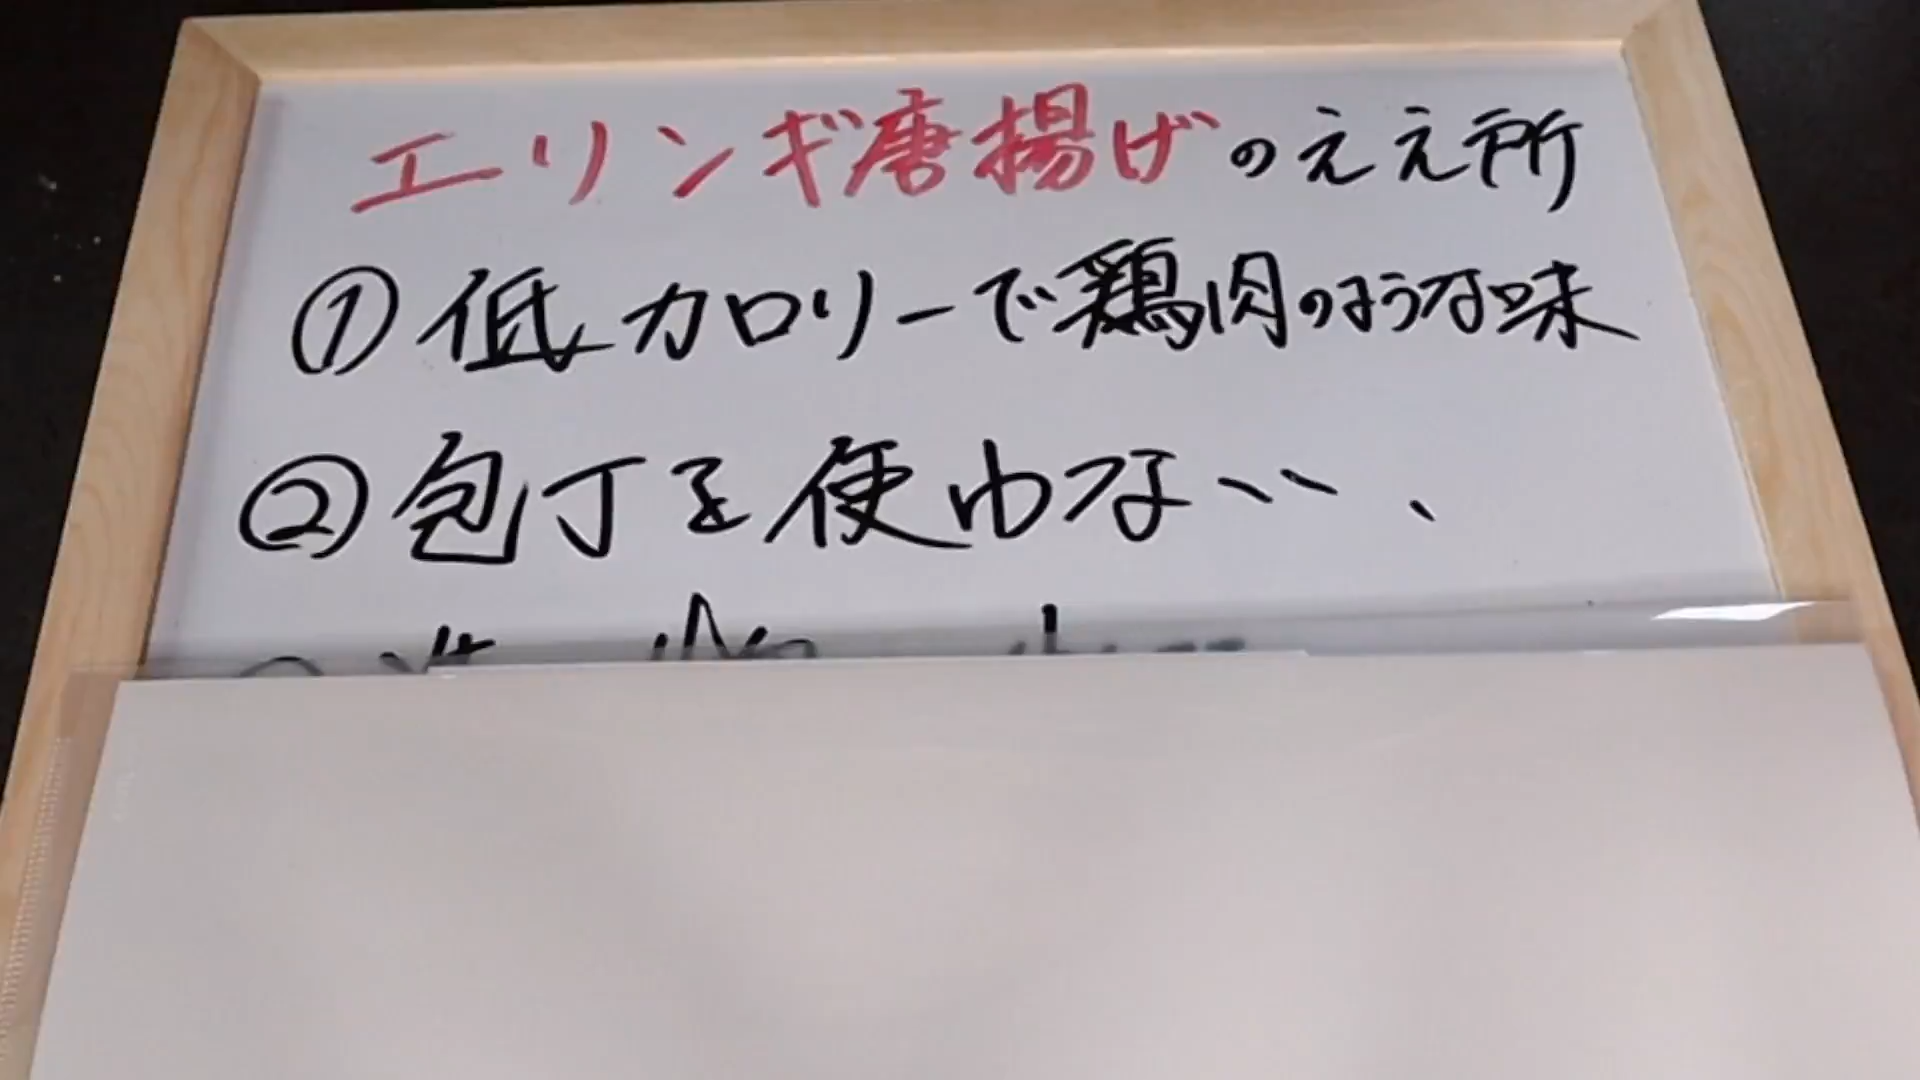 エリンギ唐揚げのええ所
①低カロリーで鶏肉のような味
②包丁を使わない、